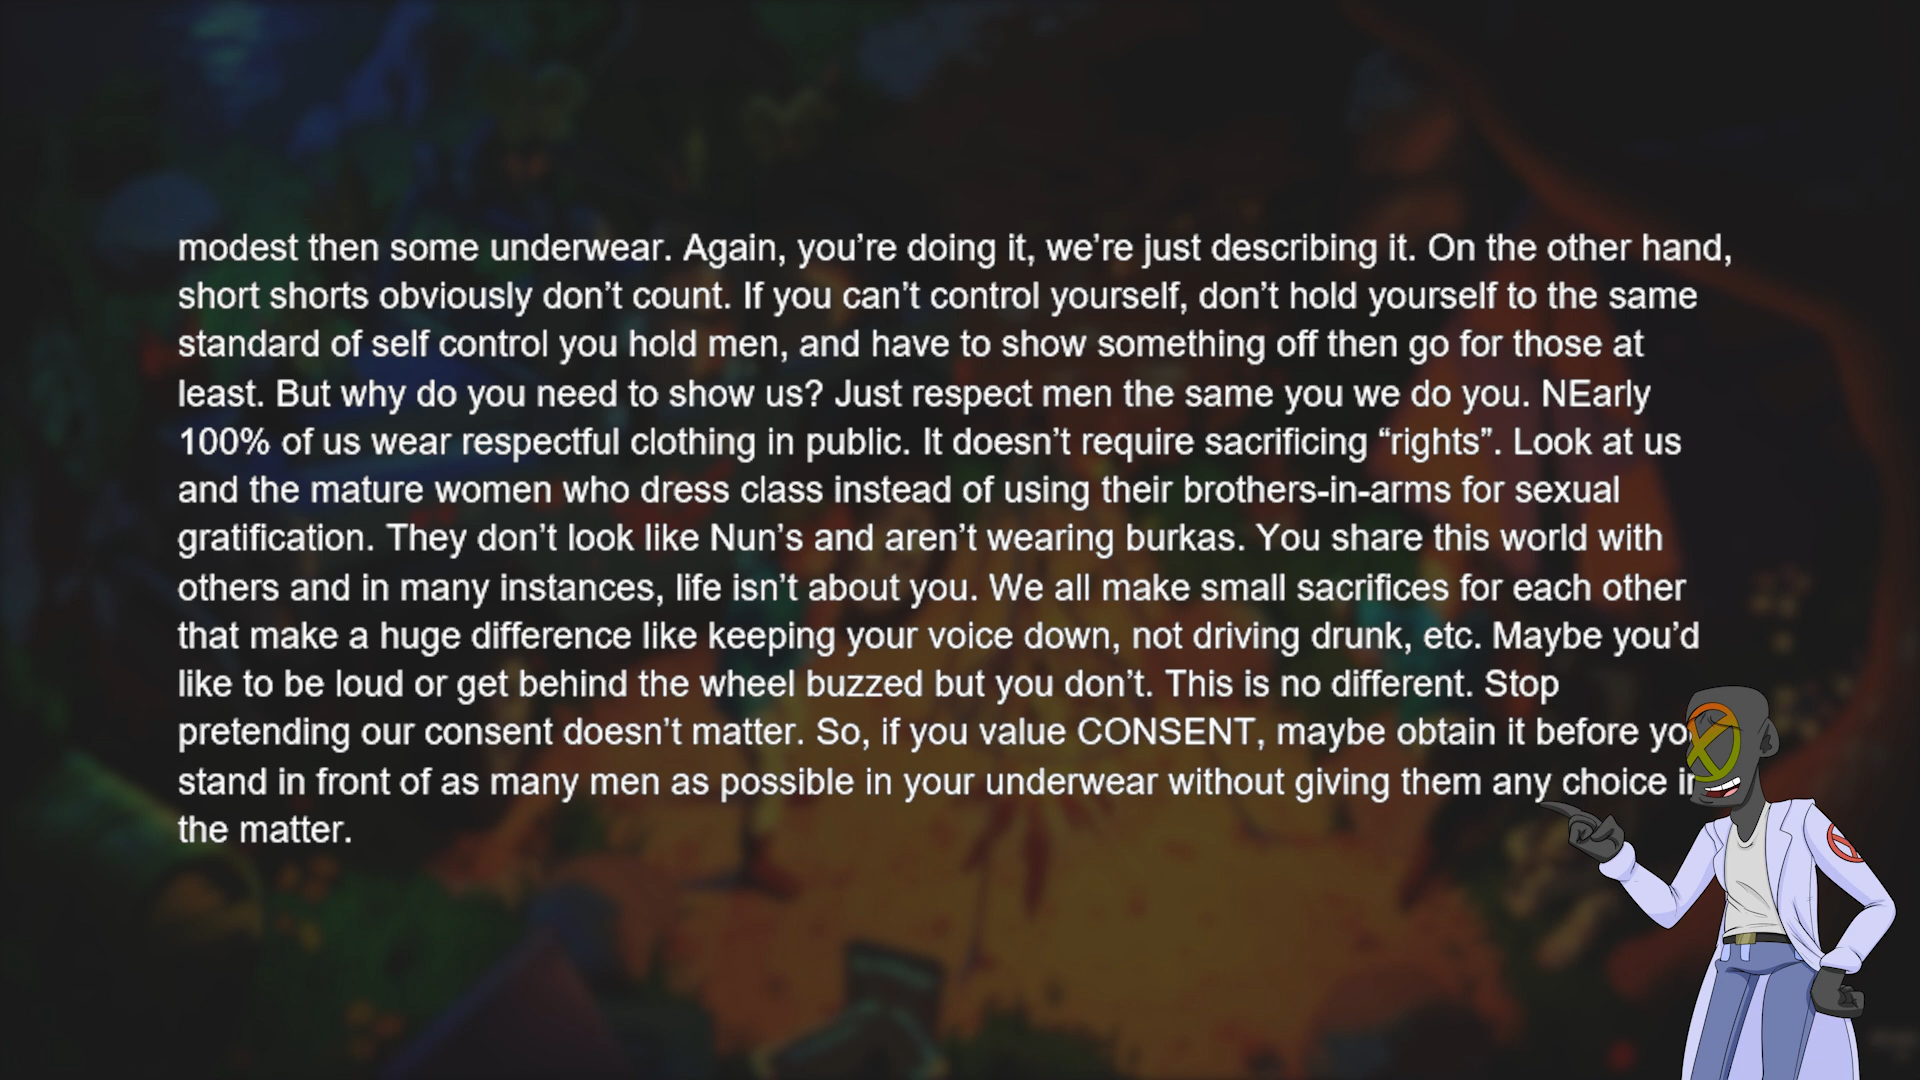 modest then some underwear. Again, you’re doing it, we’re just describing it. On the other hand,
short shorts obviously don’t count. If you can’t control yourself, don’t hold yourself to the same
standard of self control you hold men, and have to show something off then go for those at
least. But why do you need to show us? Just respect men the same you we do you. NEarly
100% of us wear respectful clothing in public. It doesn’t require sacrificing “rights”. Look at us
and the mature women who dress class instead of using their brothers-in-arms for sexual
gratification. They don’t look like Nun’s and aren’t wearing burkas. You share this world with
others and in many instances, life isn’t about you. We all make small sacrifices for each other
that make a huge difference like keeping your voice down, not driving drunk, etc. Maybe you’d
like to be loud or get behind the wheel buzzed but you don’t. This is no different. Stop
pretending our consent doesn’t matter. So, if you value CONSENT, maybe obtain it before you
stand in front of as many men as possible in your underwear without giving them any choice in
the matter.